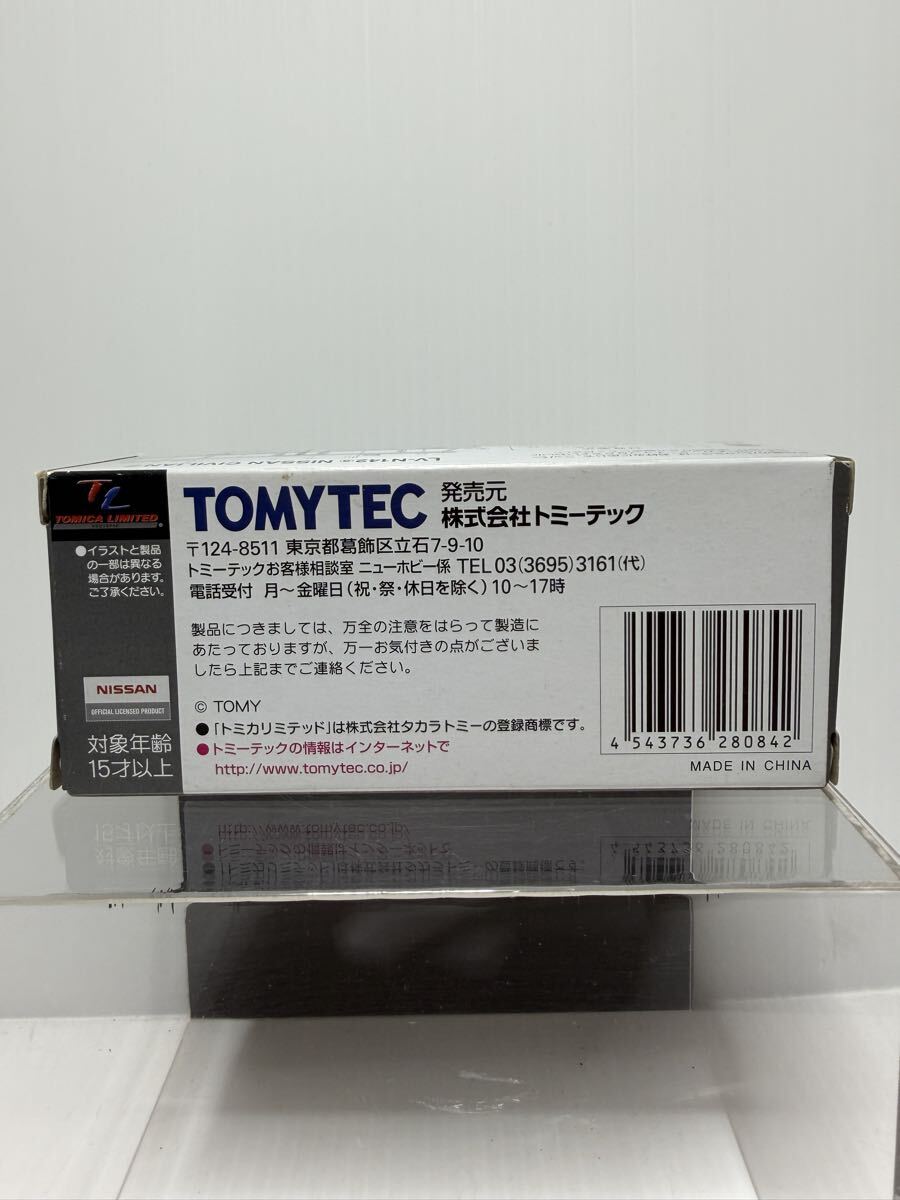 LV-N142a NISSAN CIVILIAN
TL
TOMICA LIMITED
●イラストと製品
の一部は異なる
場合があります。
ご了承ください。
NISSAN
OFFICIAL LICENSED PRODUCT
対象年齢
15才以上
TOMYTEC 発売元
株式会社トミーテック
〒124-8511 東京都葛飾区立石7-9-10
トミーテックお客様相談室 ニューホビー係 TEL 03(3695)3161(代)
電話受付 月〜金曜日(祝・祭・休日を除く)10〜17時
製品につきましては、万全の注意をはらって製造に
あたっておりますが、万一お気付きの点がございま
したら上記までご連絡ください。
© TOMY
●「トミカリミテッド」は株式会社タカラトミーの登録商標です。
●トミーテックの情報はインターネットで
http://www.tomytec.co.jp/
4 543736 280842
MADE IN CHINA